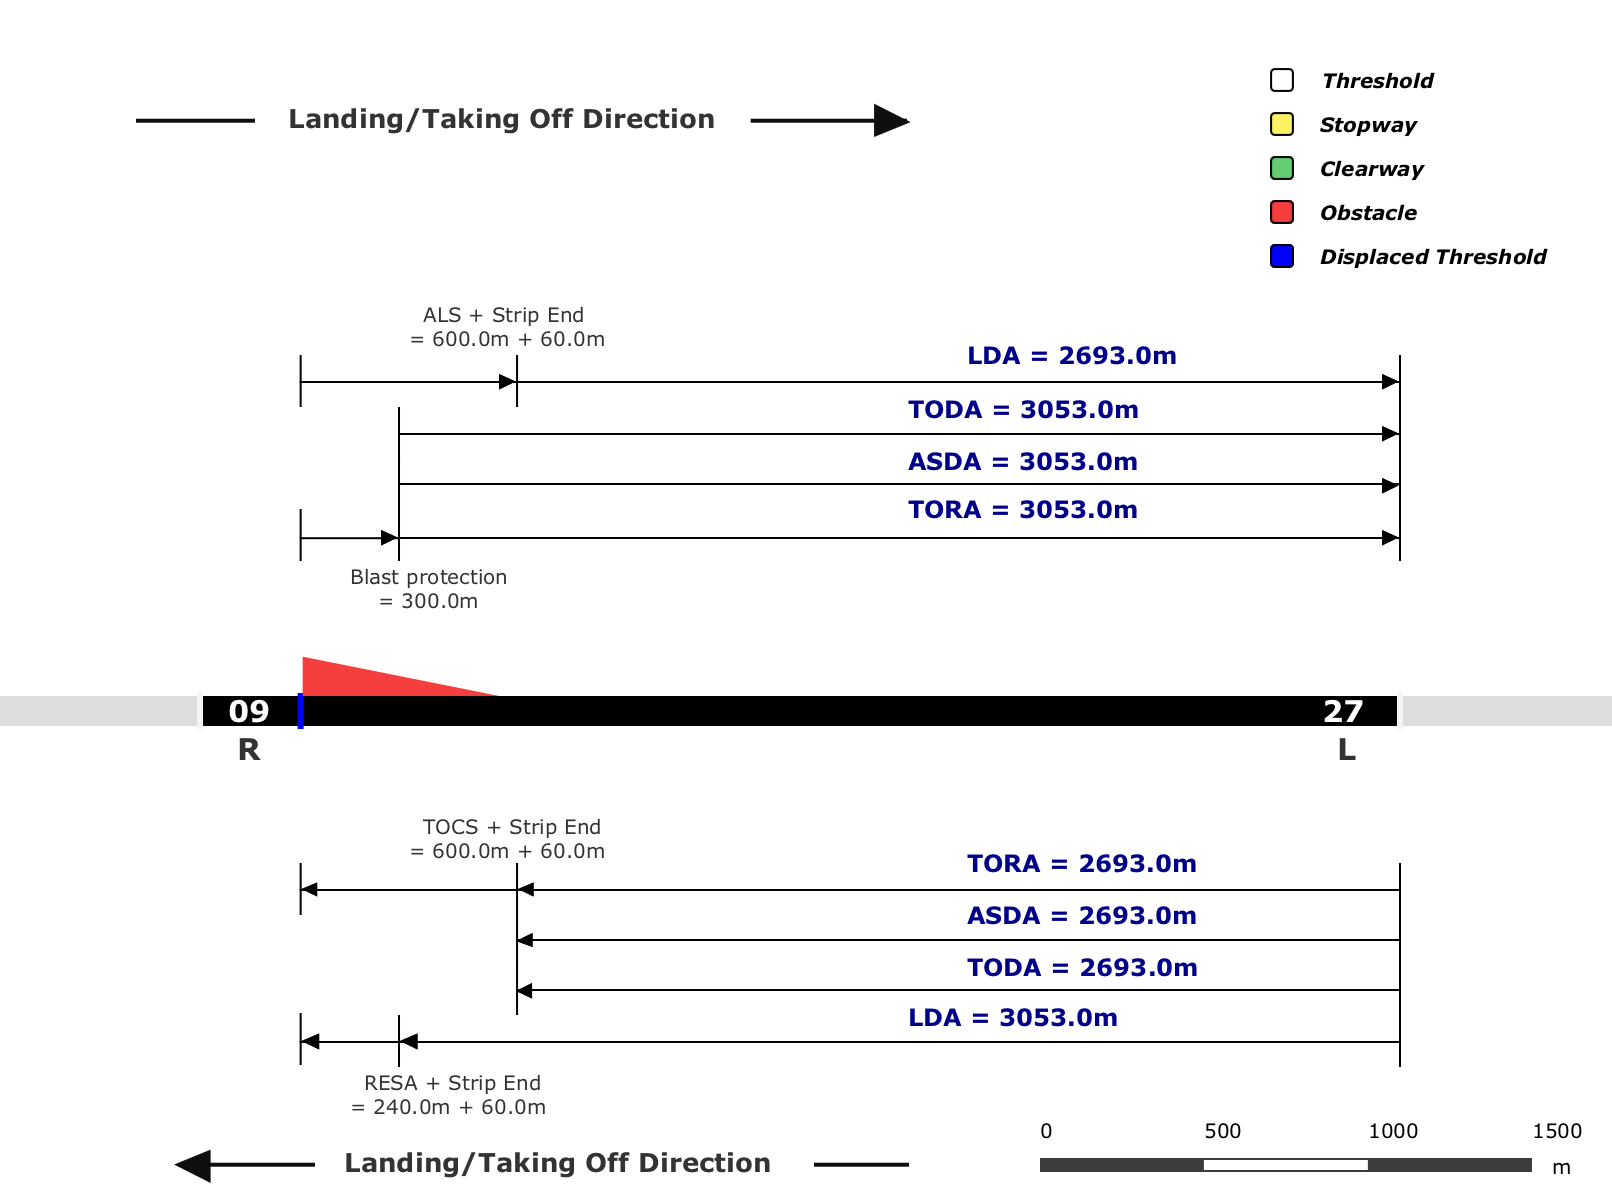 Landing/Taking Off Direction
Threshold
Stopway
Clearway
Obstacle
Displaced Threshold
ALS + Strip End
= 600.0m + 60.0m
LDA = 2693.0m
TODA = 3053.0m
ASDA = 3053.0m
TORA = 3053.0m
Blast protection
= 300.0m
09
27
R
L
TOCS + Strip End
= 600.0m + 60.0m
TORA = 2693.0m
ASDA = 2693.0m
TODA = 2693.0m
LDA = 3053.0m
RESA + Strip End
= 240.0m + 60.0m
Landing/Taking Off Direction
0 500 1000 1500
m